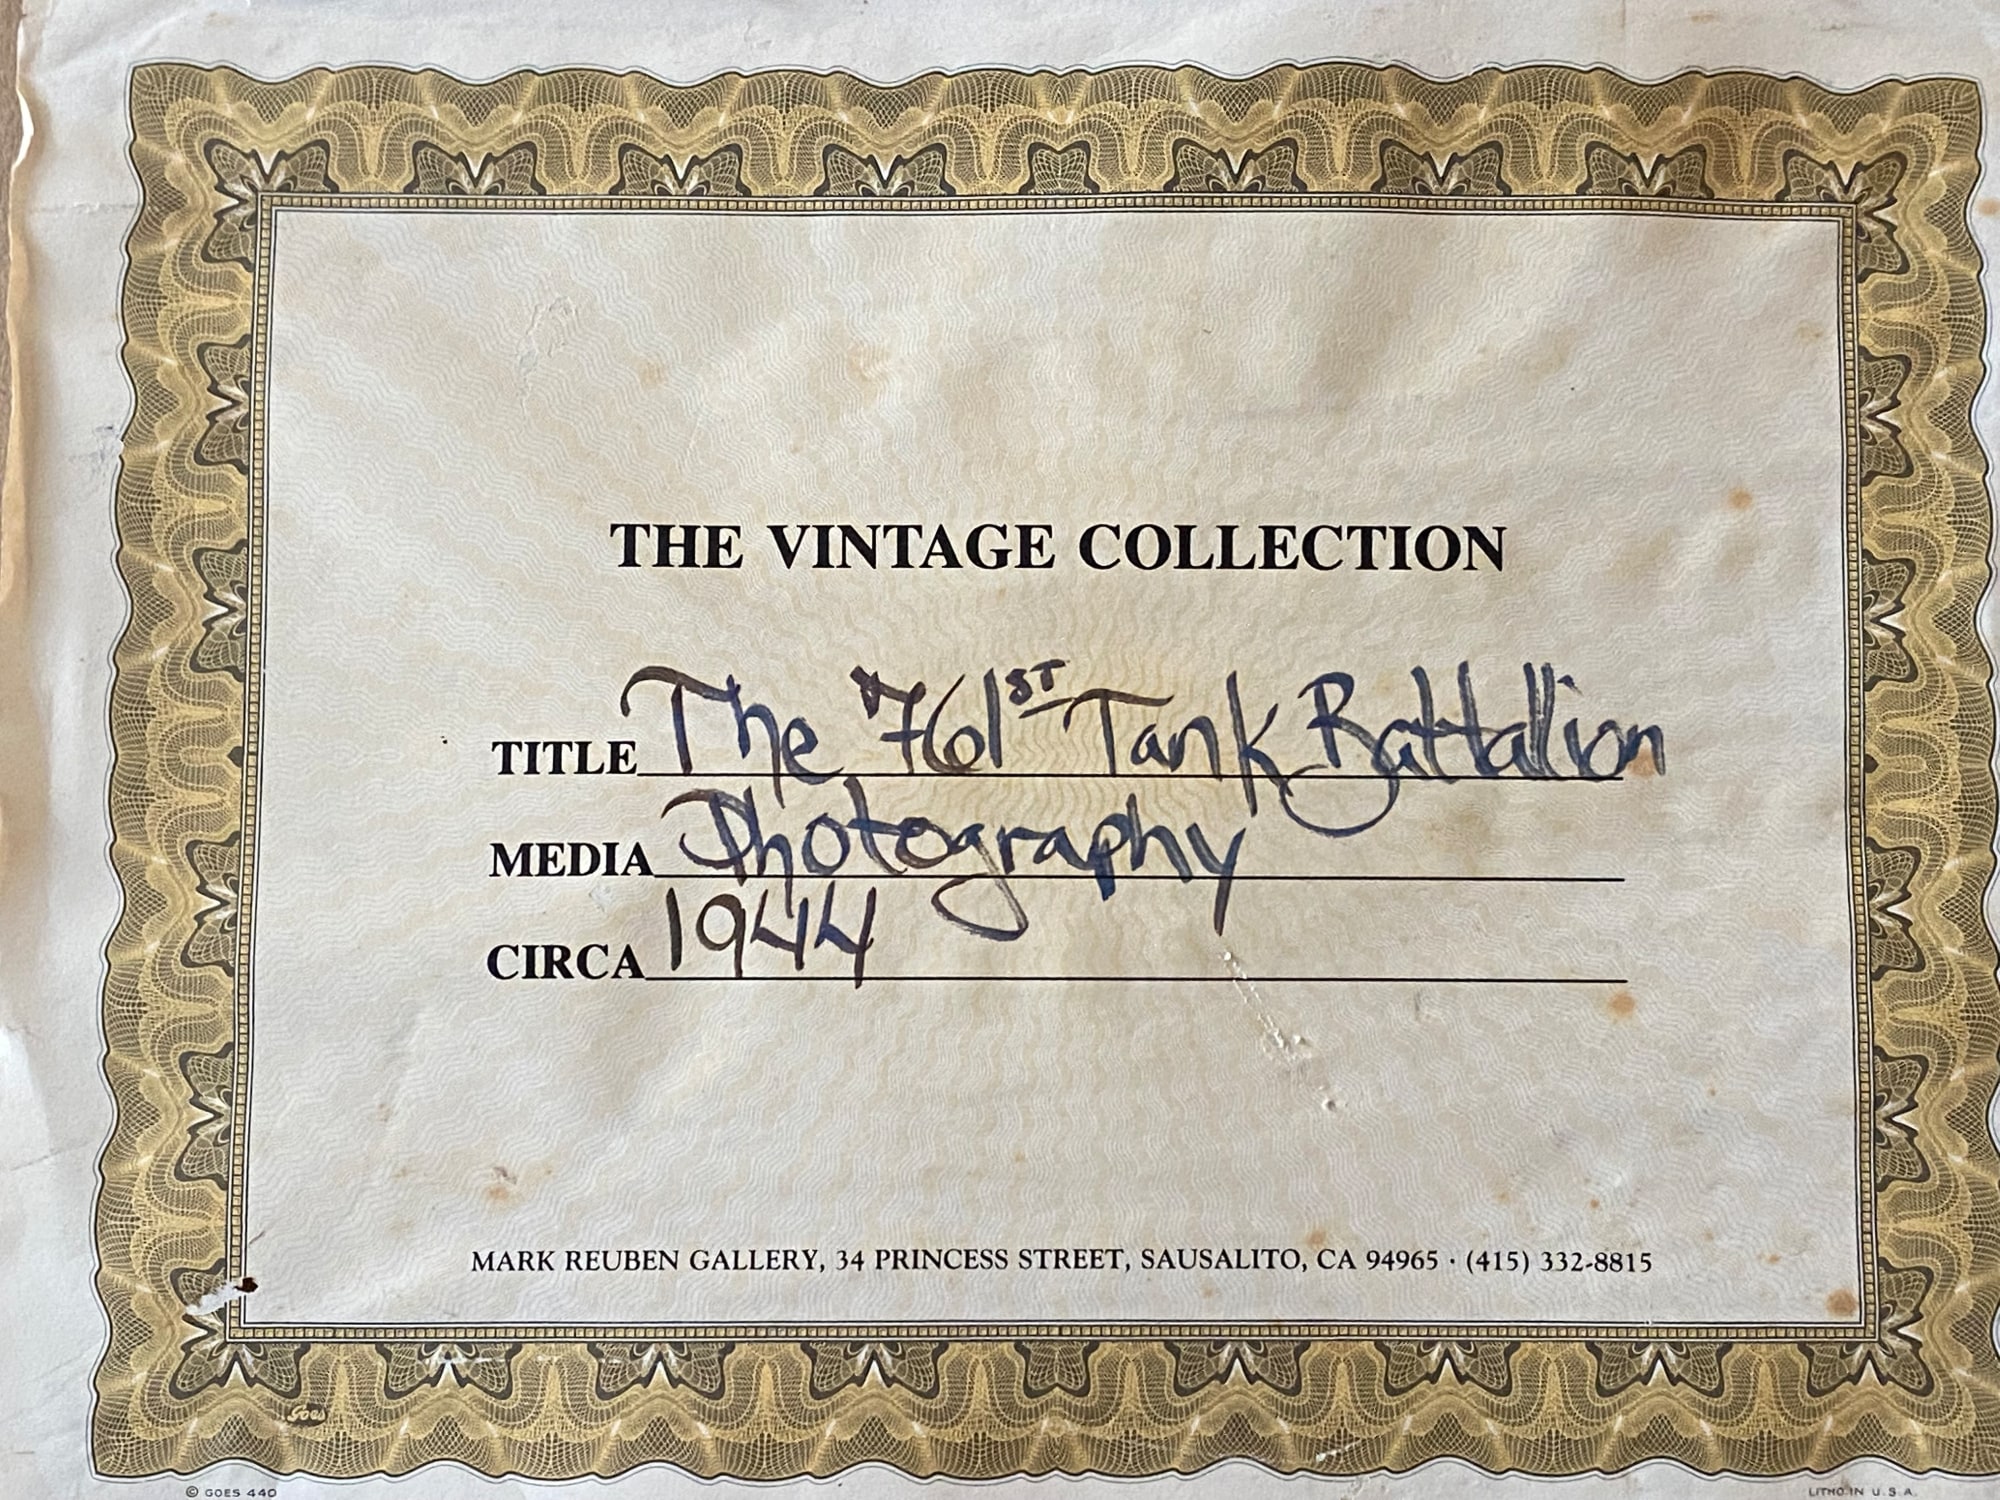 THE VINTAGE COLLECTION
TITLE The 761ST Tank Battallion
MEDIA Photography
CIRCA 1944
MARK REUBEN GALLERY, 34 PRINCESS STREET, SAUSALITO, CA 94965 · (415) 332-8815
Goes
© GOES 440
LITHO IN U.S.A.